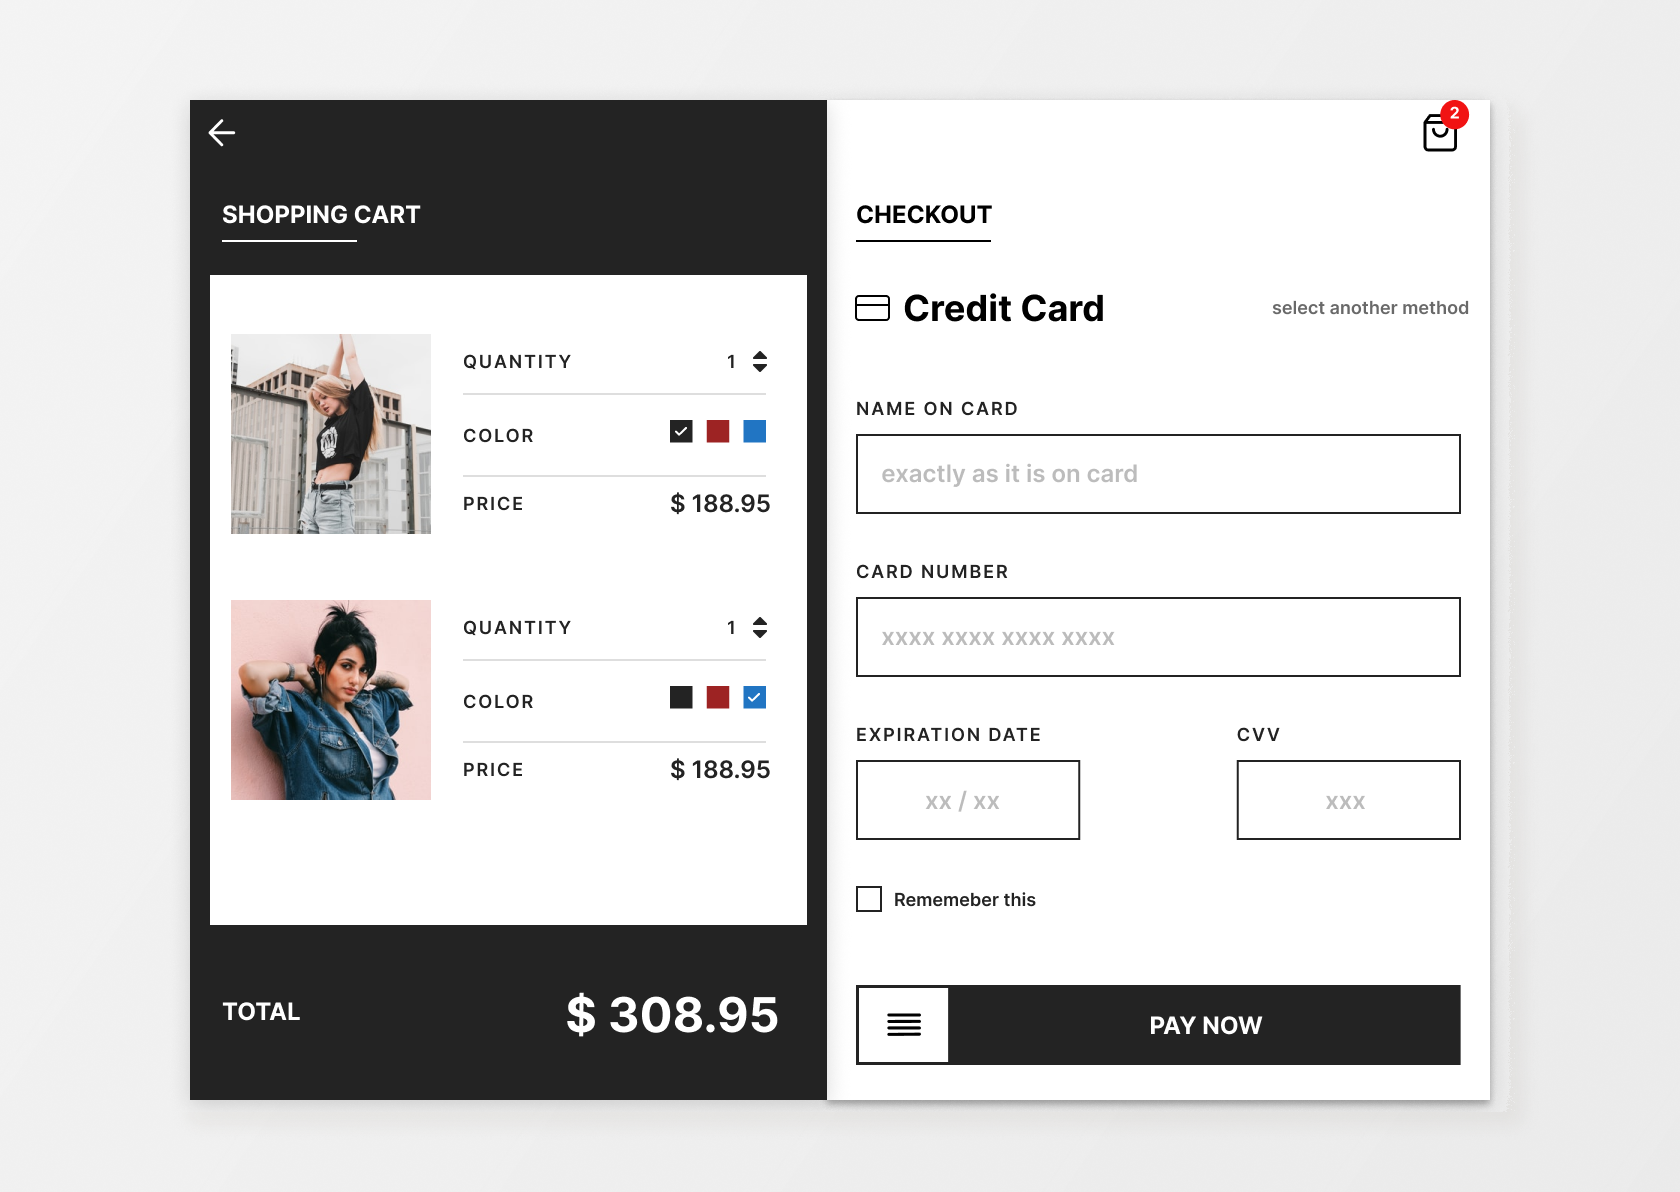 2
SHOPPING CART
QUANTITY 1
COLOR
PRICE $ 188.95
QUANTITY 1
COLOR
PRICE $ 188.95
TOTAL $ 308.95
CHECKOUT
Credit Card select another method
NAME ON CARD
exactly as it is on card
CARD NUMBER
xxxx xxxx xxxx xxxx
EXPIRATION DATE CVV
xx / xx xxx
Rememeber this
PAY NOW